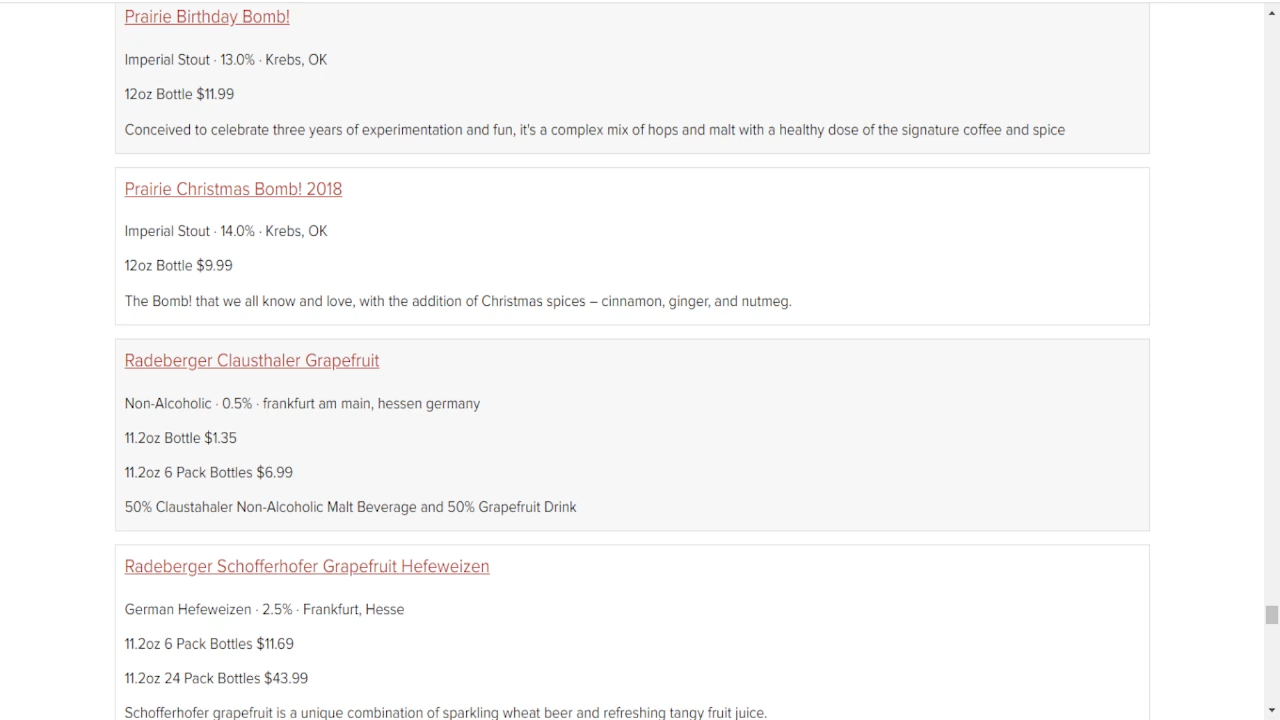 Prairie Birthday Bomb!
Imperial Stout · 13.0% · Krebs, OK
12oz Bottle $11.99
Conceived to celebrate three years of experimentation and fun, it's a complex mix of hops and malt with a healthy dose of the signature coffee and spice
Prairie Christmas Bomb! 2018
Imperial Stout · 14.0% · Krebs, OK
12oz Bottle $9.99
The Bomb! that we all know and love, with the addition of Christmas spices – cinnamon, ginger, and nutmeg.
Radeberger Clausthaler Grapefruit
Non-Alcoholic · 0.5% · frankfurt am main, hessen germany
11.2oz Bottle $1.35
11.2oz 6 Pack Bottles $6.99
50% Claustahaler Non-Alcoholic Malt Beverage and 50% Grapefruit Drink
Radeberger Schofferhofer Grapefruit Hefeweizen
German Hefeweizen · 2.5% · Frankfurt, Hesse
11.2oz 6 Pack Bottles $11.69
11.2oz 24 Pack Bottles $43.99
Schofferhofer grapefruit is a unique combination of sparkling wheat beer and refreshing tangy fruit juice.